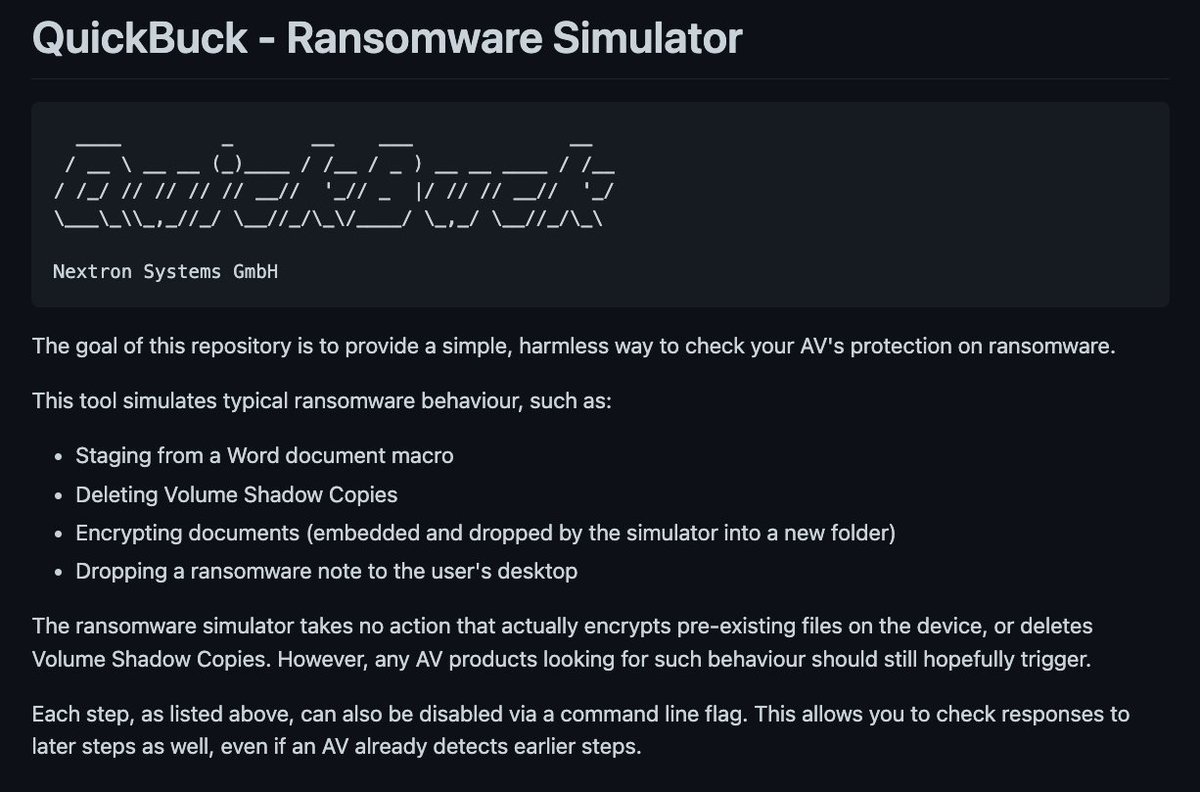 QuickBuck - Ransomware Simulator
   ____         _      __    ___              __
 / __ \ __ __ (_)____ / /__ / _ ) __ __ ____ / /__
/ /_/ // // // // __//  '_// _  |/ // // __//  '_/
\___\_\\_,_//_/ \__//_/\_\/____/ \_,_/ \__//_/\_\
Nextron Systems GmbH
The goal of this repository is to provide a simple, harmless way to check your AV's protection on ransomware.
This tool simulates typical ransomware behaviour, such as:
• Staging from a Word document macro
• Deleting Volume Shadow Copies
• Encrypting documents (embedded and dropped by the simulator into a new folder)
• Dropping a ransomware note to the user's desktop
The ransomware simulator takes no action that actually encrypts pre-existing files on the device, or deletes
Volume Shadow Copies. However, any AV products looking for such behaviour should still hopefully trigger.
Each step, as listed above, can also be disabled via a command line flag. This allows you to check responses to
later steps as well, even if an AV already detects earlier steps.